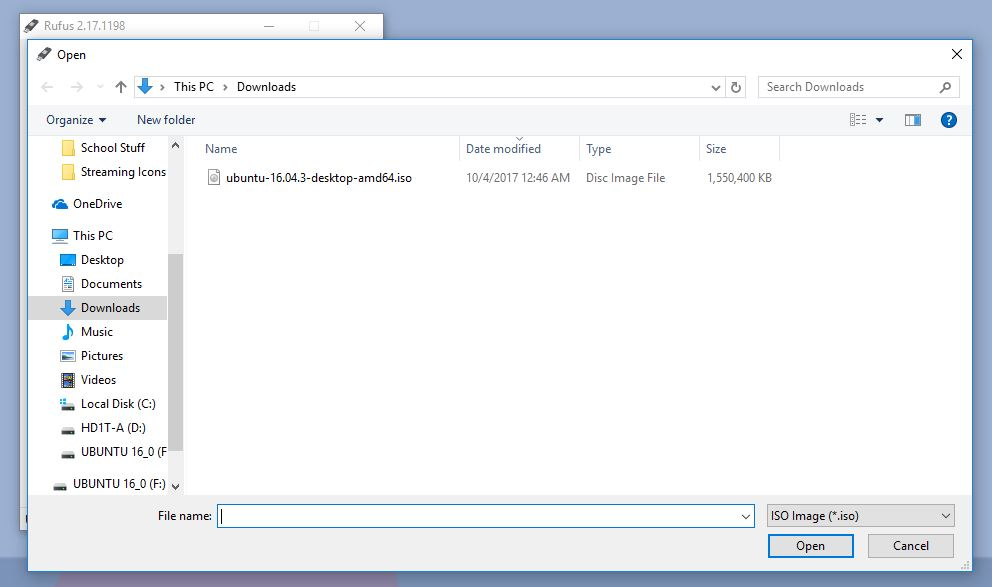 Rufus 2.17.1198
Open
This PC > Downloads
Search Downloads
Organize
New folder
School Stuff
Streaming Icons
OneDrive
This PC
Desktop
Documents
Downloads
Music
Pictures
Videos
Local Disk (C:)
HD1T-A (D:)
UBUNTU 16_0 (F
UBUNTU 16_0 (F:)
Name Date modified Type Size
ubuntu-16.04.3-desktop-amd64.iso 10/4/2017 12:46 AM Disc Image File 1,550,400 KB
File name:
ISO Image (*.iso)
Open Cancel